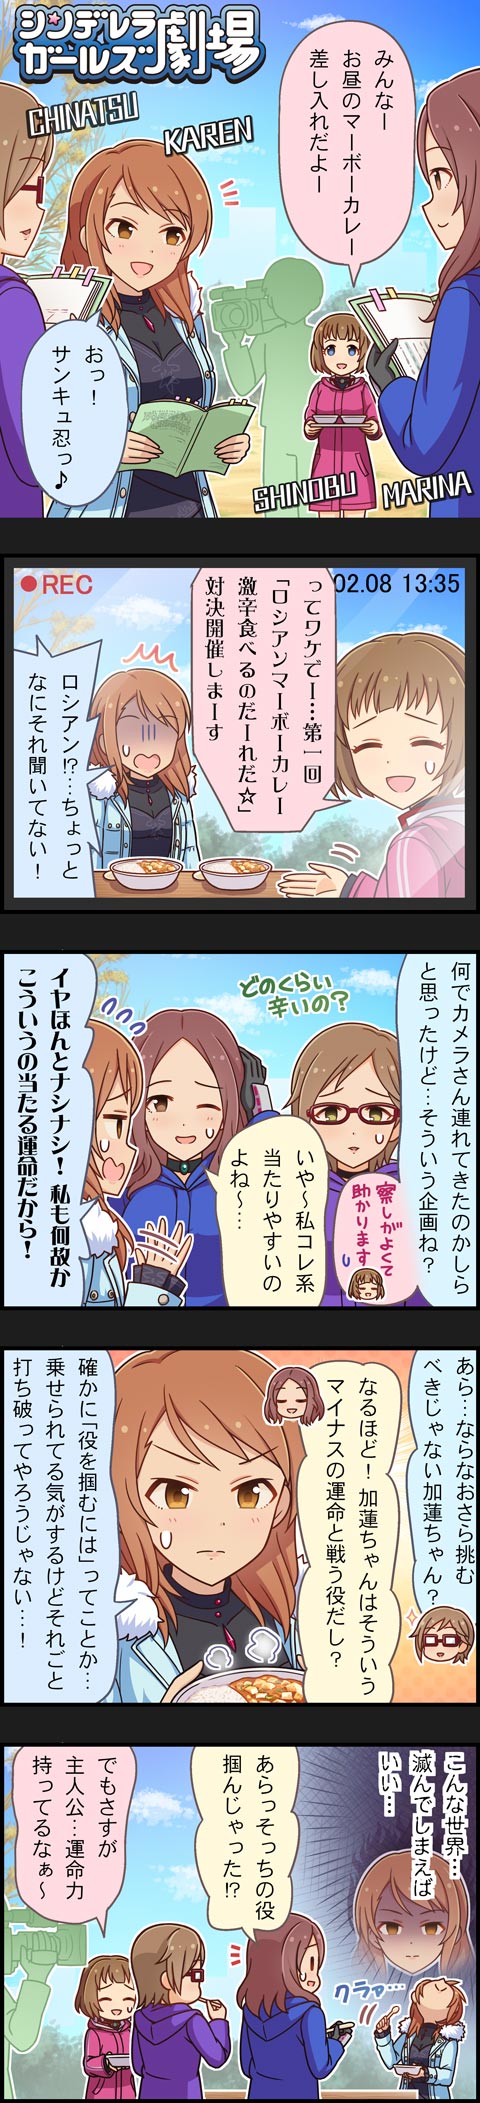 シンデレラ
ガールズ劇場
CHINATSU
KAREN
みんなー
お昼のマーボーカレー
差し入れだよー
おっ！
サンキュ忍っ♪
SHINOBU
MARINA
●REC
02.08 13:35
ってワケでー…第一回
「ロシアンマーボーカレー
激辛食べるのだーれだ☆」
対決開催しまーす
ロシアン!?…ちょっと
なにそれ聞いてない！
何でカメラさん連れてきたのかしら
と思ったけど…そういう企画ね？
察しがよくて
助かります
どのくらい
辛いの？
いや〜私コレ系
当たりやすいの
よね〜…
イヤほんとナシナシ！私も何故か
こういうの当たる運命だから！
あら…ならなおさら挑む
べきじゃない加蓮ちゃん？
なるほど！加蓮ちゃんはそういう
マイナスの運命と戦う役だし？
確かに「役を掴むには」ってことか…
乗せられてる気がするけどそれごと
打ち破ってやろうじゃない…！
こんな世界…
滅んでしまえば
いい…
クラァ…
あらっそっちの役
掴んじゃった!?
でもさすが
主人公…運命力
持ってるなぁ〜